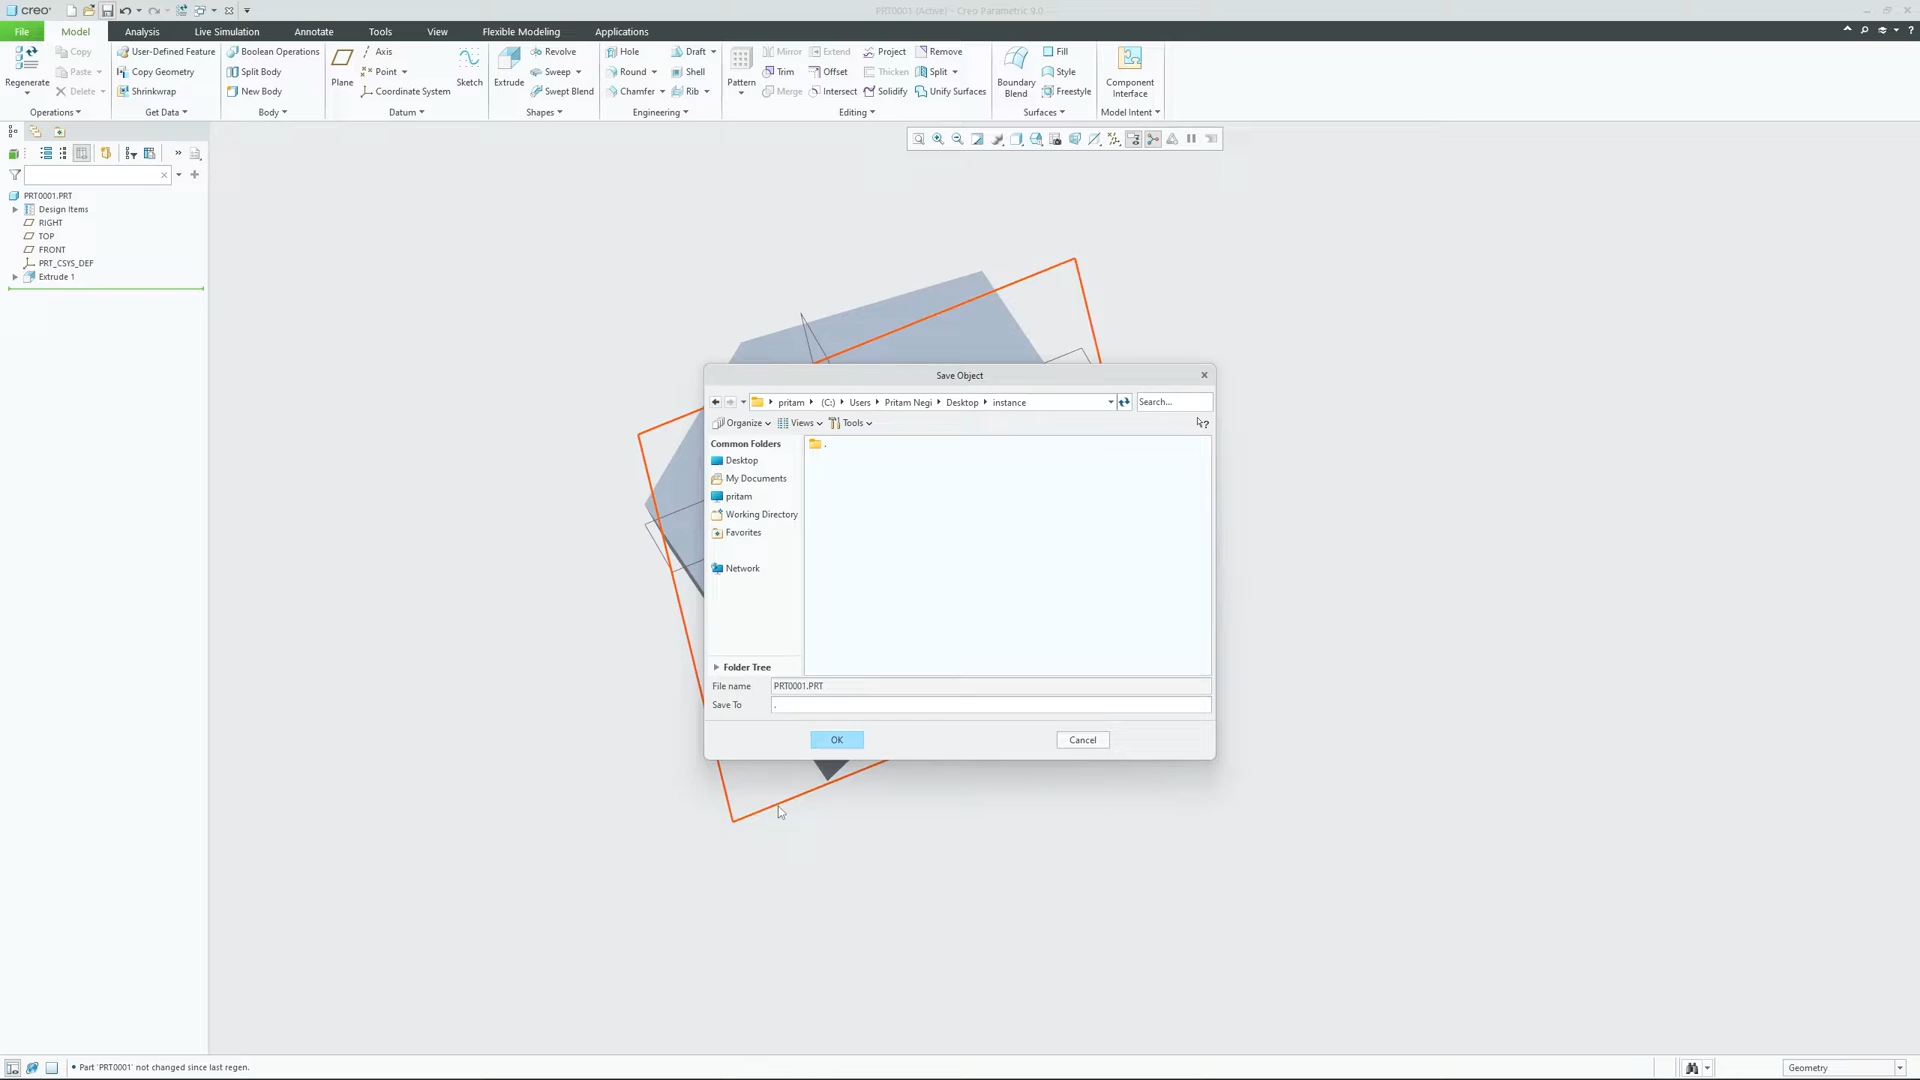 creo
PRT0001 (Active) - Creo Parametric 9.0
File Model Analysis Live Simulation Annotate Tools View Flexible Modeling Applications
Regenerate
Copy
Paste
Delete
Operations
User-Defined Feature
Copy Geometry
Shrinkwrap
Get Data
Boolean Operations
Split Body
New Body
Body
Plane
Axis
Point
Coordinate System
Sketch
Datum
Extrude
Revolve
Sweep
Swept Blend
Shapes
Hole
Round
Chamfer
Draft
Shell
Rib
Engineering
Pattern
Mirror
Trim
Merge
Extend
Offset
Intersect
Project
Thicken
Solidify
Remove
Split
Unify Surfaces
Editing
Boundary
Blend
Fill
Style
Freestyle
Surfaces
Component
Interface
Model Intent
PRT0001.PRT
Design Items
RIGHT
TOP
FRONT
PRT_CSYS_DEF
Extrude 1
Save Object
pritam (C:) Users Pritam Negi Desktop instance
Search...
Organize Views Tools
Common Folders
Desktop
My Documents
pritam
Working Directory
Favorites
Network
Folder Tree
.
File name PRT0001.PRT
Save To .
OK Cancel
• Part 'PRT0001' not changed since last regen.
Geometry